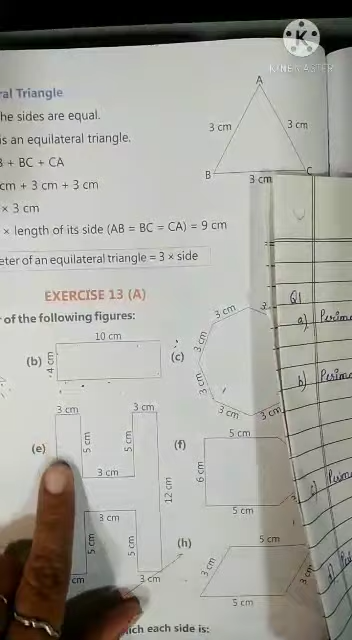 K
KINEMASTER
ral Triangle
he sides are equal.
is an equilateral triangle.
+ BC + CA
cm + 3 cm + 3 cm
× 3 cm
× length of its side (AB = BC = CA) = 9 cm
eter of an equilateral triangle = 3 × side
A
3 cm
3 cm
B
C
3 cm
EXERCISE 13 (A)
of the following figures:
(b)
10 cm
4 cm
(c)
3 cm
3
3 cm
3 cm
3 cm
3 cm
(e)
3 cm
3 cm
5 cm
5 cm
3 cm
12 cm
3 cm
5 cm
5 cm
cm
3 cm
(f)
5 cm
6 cm
5 cm
3
(h)
5 cm
3 cm
3 cm
5 cm
ich each side is:
Q1
a) Perim
b) Perim
c) Perim